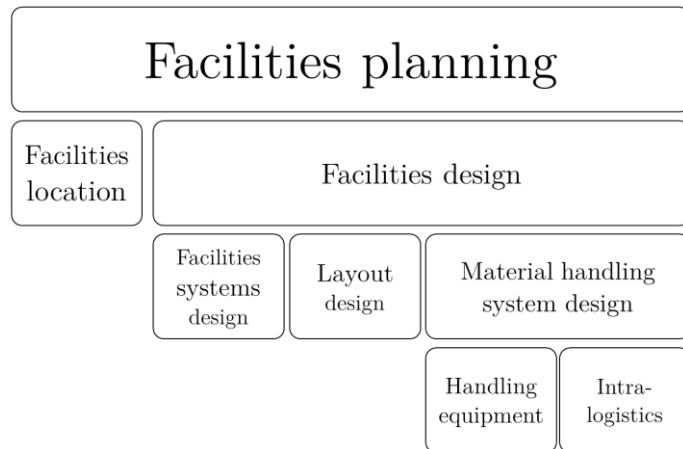 Facilities planning
Facilities
location
Facilities design
Facilities
systems
design
Layout
design
Material handling
system design
Handling
equipment
Intra-
logistics